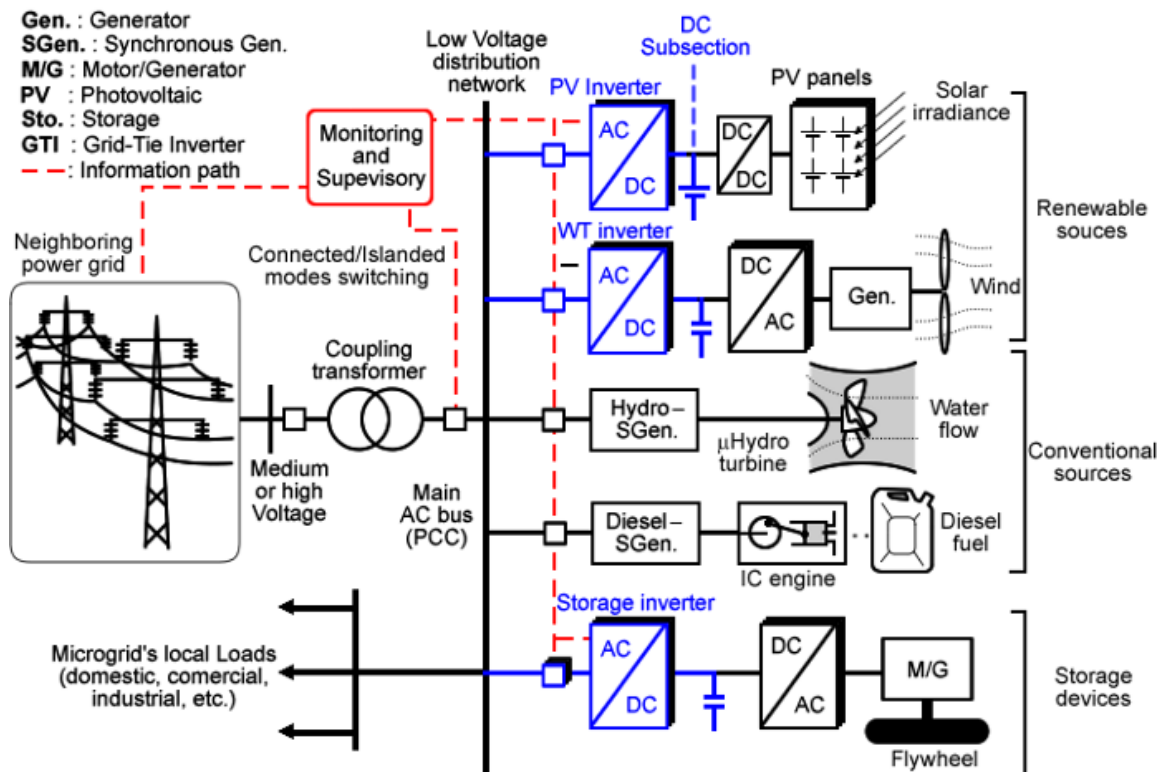 Gen. : Generator
SGen. : Synchronous Gen.
M/G : Motor/Generator
PV : Photovoltaic
Sto. : Storage
GTI : Grid-Tie Inverter
---: Information path
Low Voltage
distribution
network
DC
Subsection
PV Inverter
PV panels
Solar
irradiance
Monitoring
and
Supevisory
AC
DC
DC
DC
Renewable
souces
Neighboring
power grid
Connected/Islanded
modes switching
WT inverter
AC
DC
DC
AC
Gen.
Wind
Coupling
transformer
Hydro–
SGen.
μHydro
turbine
Water
flow
Conventional
sources
Medium
or high
Voltage
Main
AC bus
(PCC)
Diesel–
SGen.
IC engine
Diesel
fuel
Storage inverter
AC
DC
DC
AC
M/G
Flywheel
Storage
devices
Microgrid's local Loads
(domestic, comercial,
industrial, etc.)